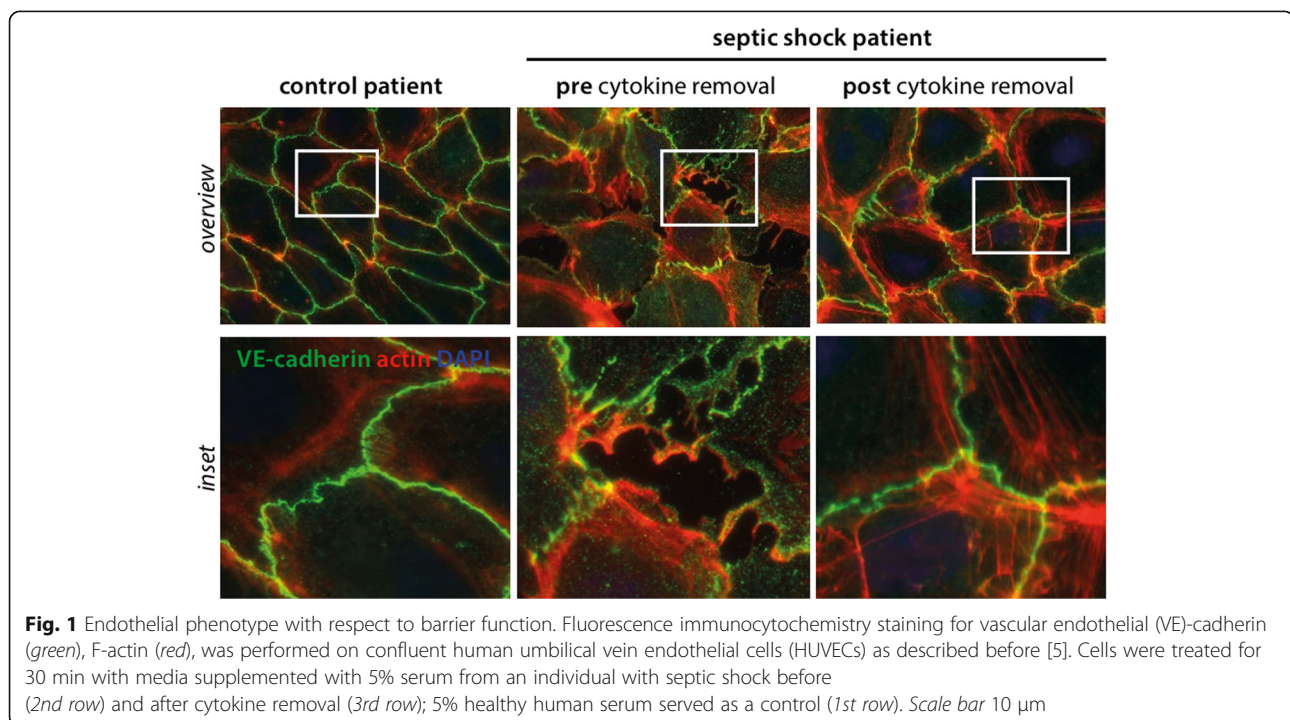 septic shock patient
control patient
pre cytokine removal
post cytokine removal
overview
VE-cadherin actin DAPI
inset
Fig. 1 Endothelial phenotype with respect to barrier function. Fluorescence immunocytochemistry staining for vascular endothelial (VE)-cadherin
(green), F-actin (red), was performed on confluent human umbilical vein endothelial cells (HUVECs) as described before [5]. Cells were treated for
30 min with media supplemented with 5% serum from an individual with septic shock before
(2nd row) and after cytokine removal (3rd row); 5% healthy human serum served as a control (1st row). Scale bar 10 μm